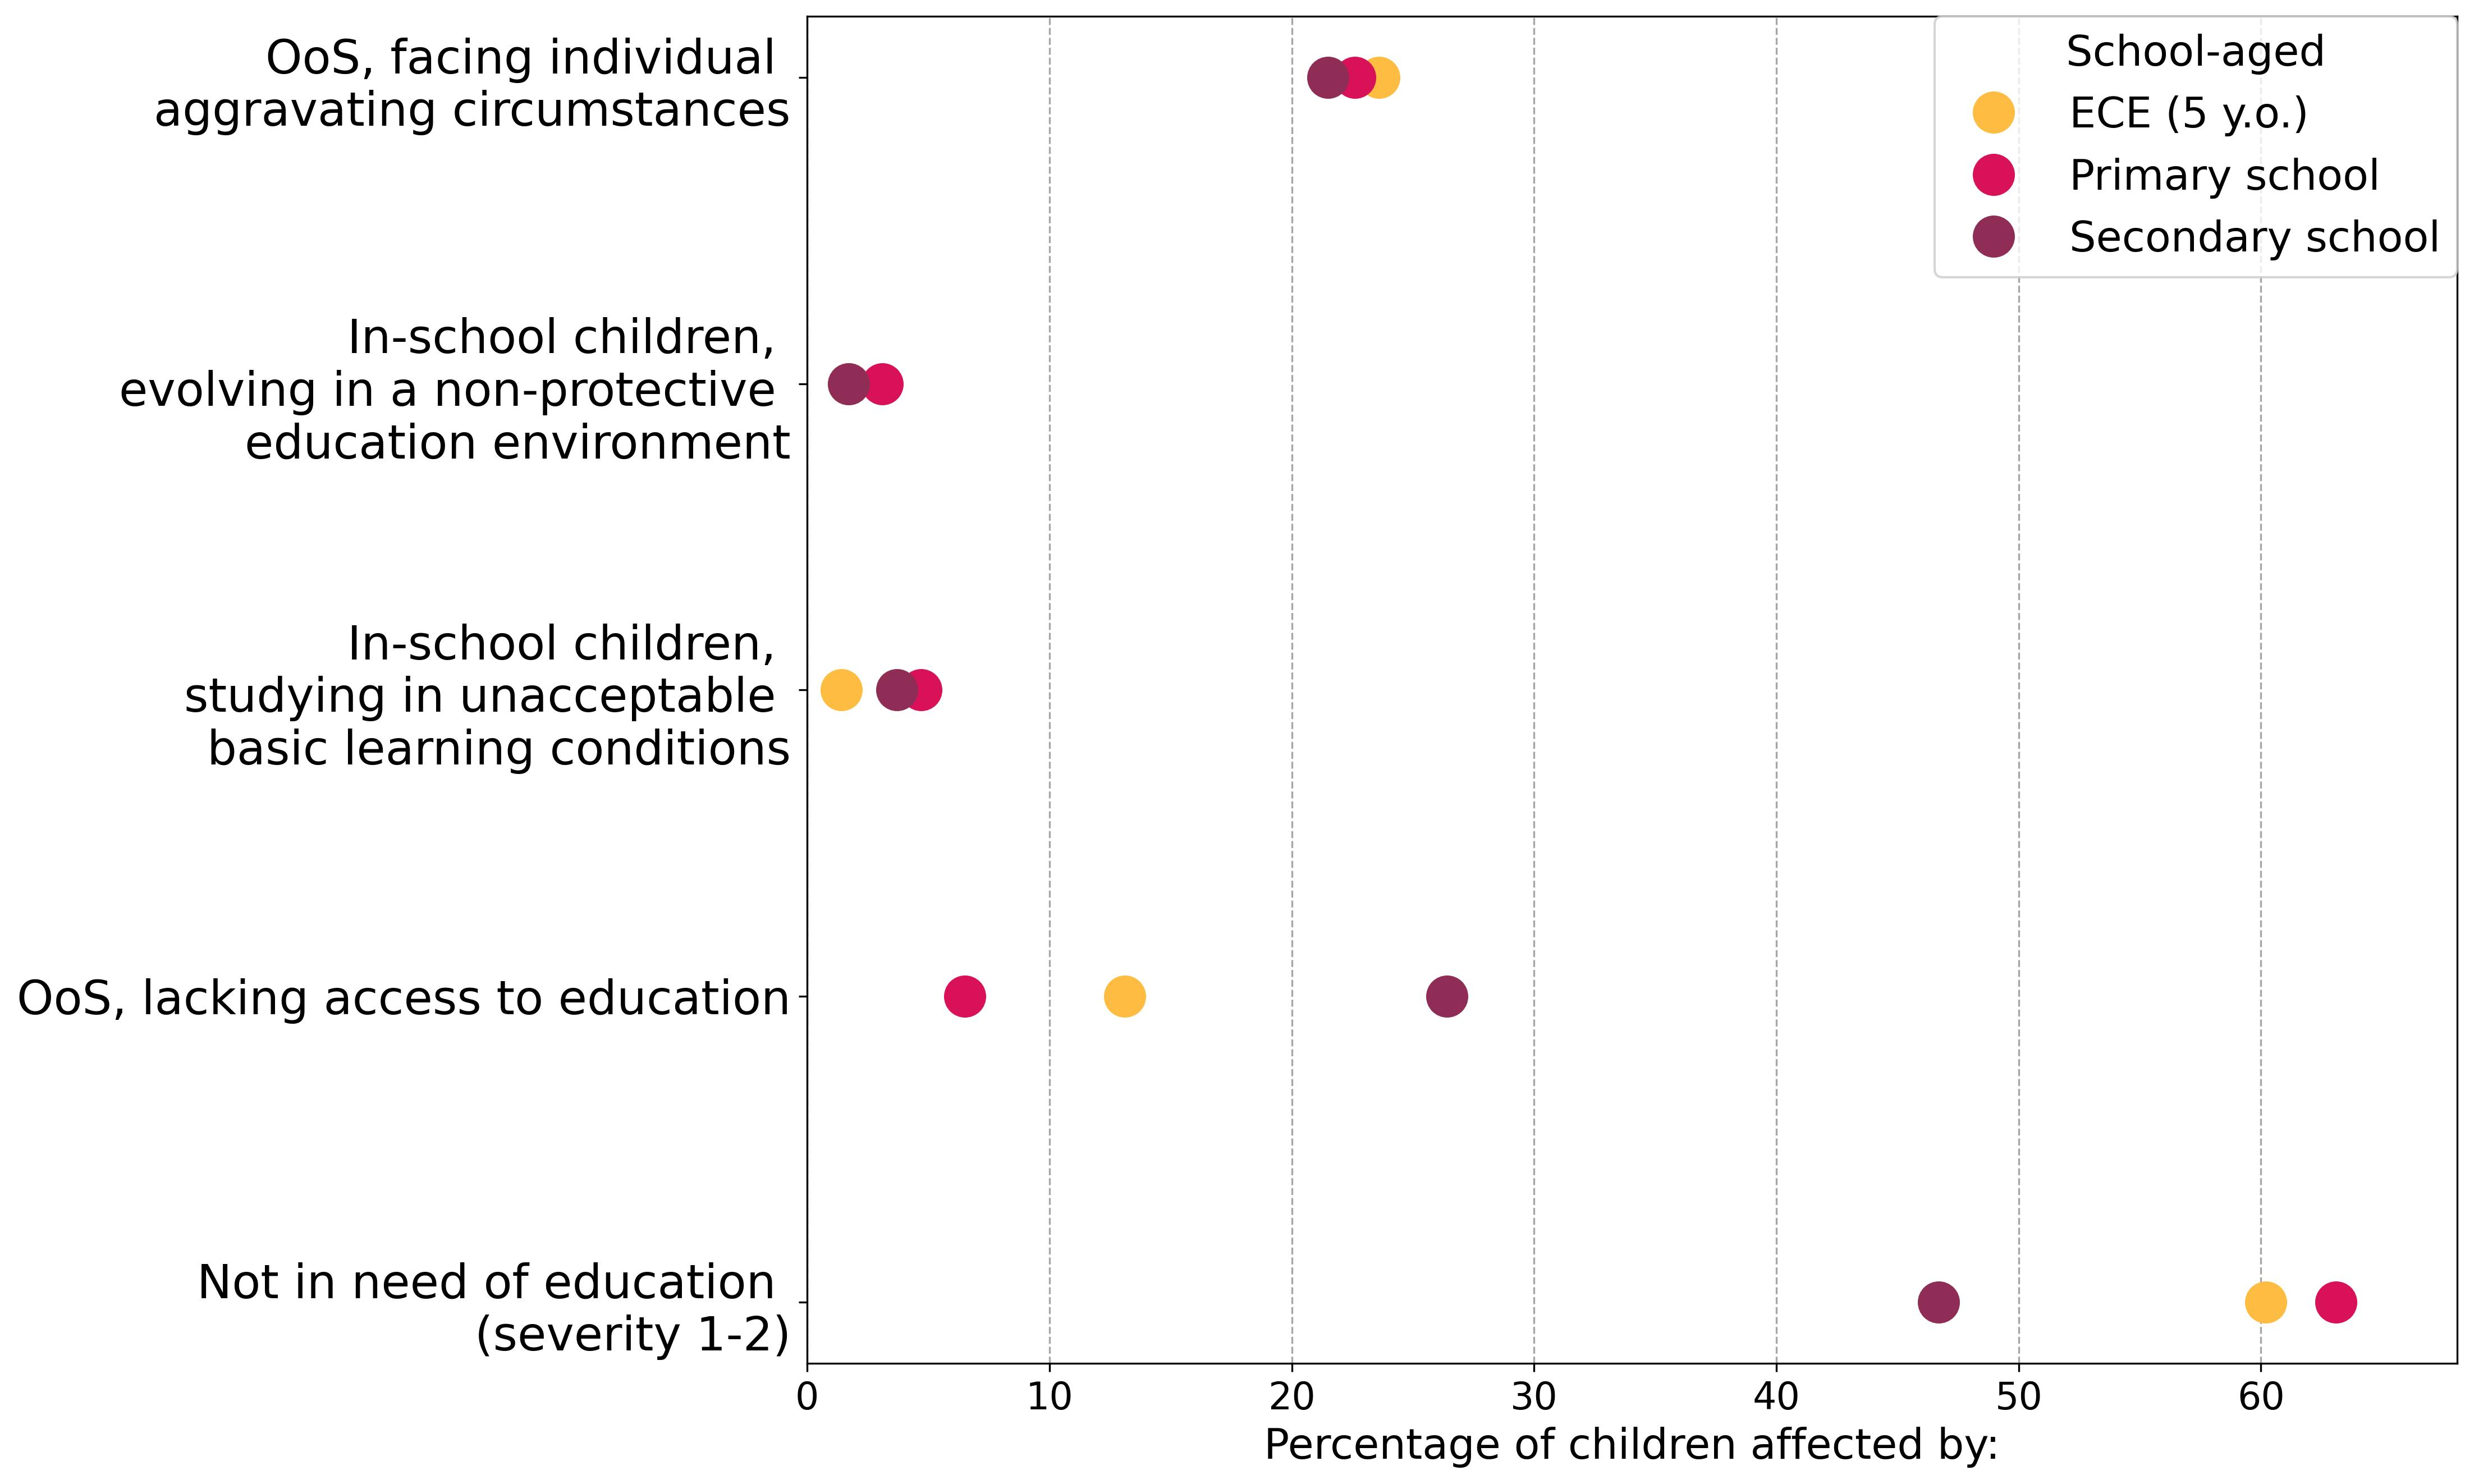 OoS, facing individual
aggravating circumstances
In-school children,
evolving in a non-protective
education environment
In-school children,
studying in unacceptable
basic learning conditions
OoS, lacking access to education
Not in need of education
(severity 1-2)
School-aged
ECE (5 y.o.)
Primary school
Secondary school
0 10 20 30 40 50 60
Percentage of children affected by: